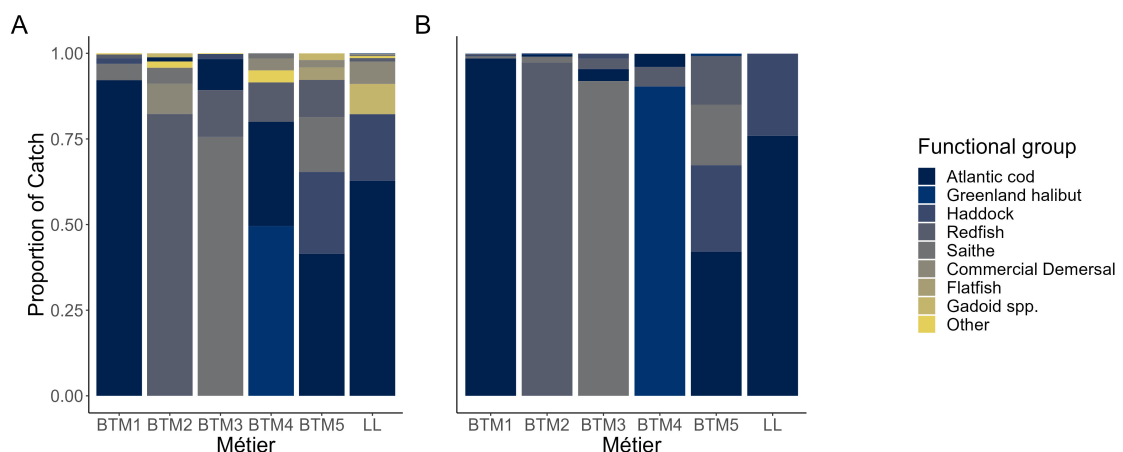 A
B
Proportion of Catch
1.00
0.75
0.50
0.25
0.00
BTM1 BTM2 BTM3 BTM4 BTM5 LL
Métier
BTM1 BTM2 BTM3 BTM4 BTM5 LL
Métier
Functional group
Atlantic cod
Greenland halibut
Haddock
Redfish
Saithe
Commercial Demersal
Flatfish
Gadoid spp.
Other